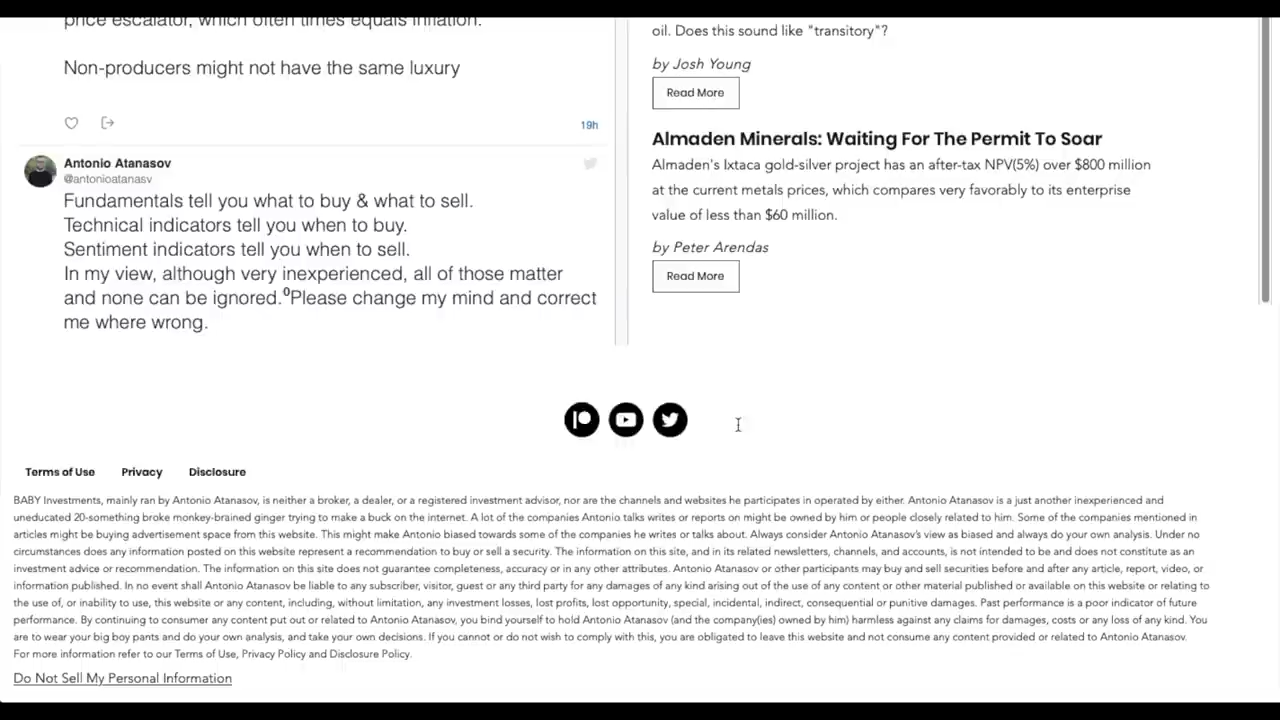 price escalator, which often times equals inflation.
Non-producers might not have the same luxury
19h
Antonio Atanasov
@antonioatanasv
Fundamentals tell you what to buy & what to sell.
Technical indicators tell you when to buy.
Sentiment indicators tell you when to sell.
In my view, although very inexperienced, all of those matter
and none can be ignored.⁰Please change my mind and correct
me where wrong.
oil. Does this sound like "transitory"?
by Josh Young
Read More
Almaden Minerals: Waiting For The Permit To Soar
Almaden's Ixtaca gold-silver project has an after-tax NPV(5%) over $800 million
at the current metals prices, which compares very favorably to its enterprise
value of less than $60 million.
by Peter Arendas
Read More
Terms of Use Privacy Disclosure
BABY Investments, mainly ran by Antonio Atanasov, is neither a broker, a dealer, or a registered investment advisor, nor are the channels and websites he participates in operated by either. Antonio Atanasov is a just another inexperienced and
uneducated 20-something broke monkey-brained ginger trying to make a buck on the internet. A lot of the companies Antonio talks writes or reports on might be owned by him or people closely related to him. Some of the companies mentioned in
articles might be buying advertisement space from this website. This might make Antonio biased towards some of the companies he writes or talks about. Always consider Antonio Atanasov's view as biased and always do your own analysis. Under no
circumstances does any information posted on this website represent a recommendation to buy or sell a security. The information on this site, and in its related newsletters, channels, and accounts, is not intended to be and does not constitute as an
investment advice or recommendation. The information on this site does not guarantee completeness, accuracy or in any other attributes. Antonio Atanasov or other participants may buy and sell securities before and after any article, report, video, or
information published. In no event shall Antonio Atanasov be liable to any subscriber, visitor, guest or any third party for any damages of any kind arising out of the use of any content or other material published or available on this website or relating to
the use of, or inability to use, this website or any content, including, without limitation, any investment losses, lost profits, lost opportunity, special, incidental, indirect, consequential or punitive damages. Past performance is a poor indicator of future
performance. By continuing to consumer any content put out or related to Antonio Atanasov, you bind yourself to hold Antonio Atanasov (and the company(ies) owned by him) harmless against any claims for damages, costs or any loss of any kind. You
are to wear your big boy pants and do your own analysis, and take your own decisions. If you cannot or do not wish to comply with this, you are obligated to leave this website and not consume any content provided or related to Antonio Atanasov.
For more information refer to our Terms of Use, Privacy Policy and Disclosure Policy.
Do Not Sell My Personal Information